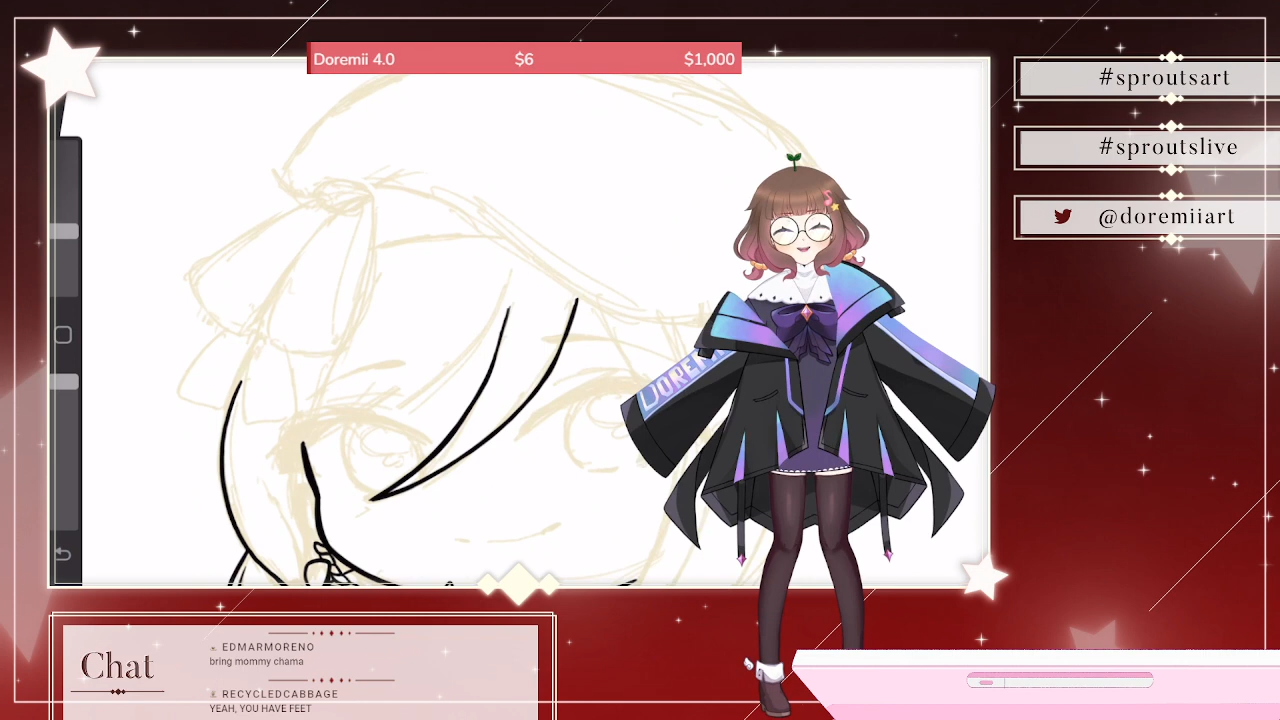 Doremii 4.0 $6 $1,000
#sproutsart
#sproutslive
@doremiiart
DOREM
Chat
EDMARMORENO
bring mommy chama
RECYCLEDCABBAGE
YEAH, YOU HAVE FEET